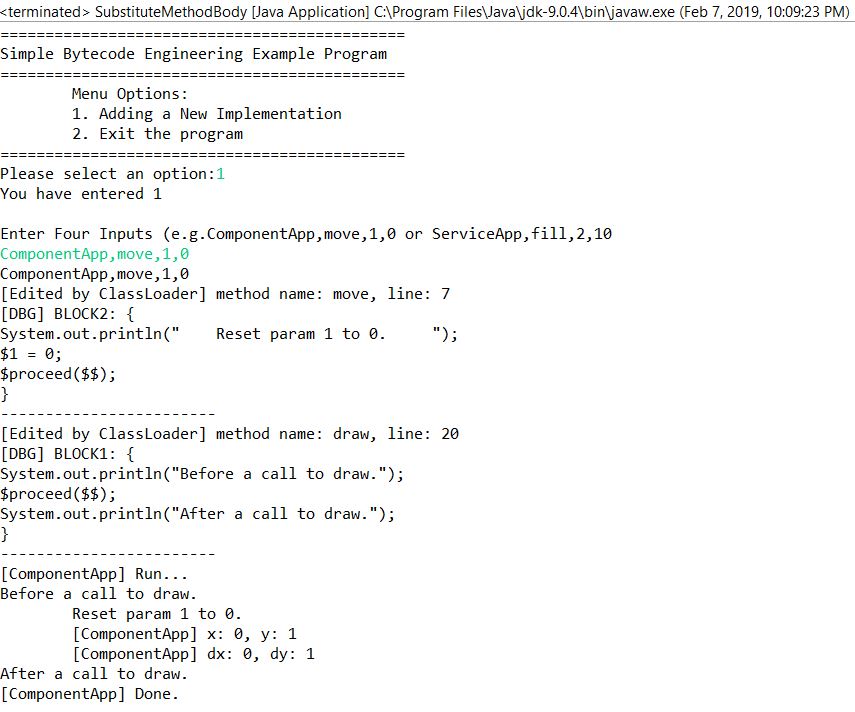 <terminated> SubstituteMethodBody [Java Application] C:\Program Files\Java\jdk-9.0.4\bin\javaw.exe (Feb 7, 2019, 10:09:23 PM)
=============================================
Simple Bytecode Engineering Example Program
=============================================
        Menu Options:
        1. Adding a New Implementation
        2. Exit the program
=============================================
Please select an option:1
You have entered 1

Enter Four Inputs (e.g.ComponentApp,move,1,0 or ServiceApp,fill,2,10
ComponentApp,move,1,0
ComponentApp,move,1,0
[Edited by ClassLoader] method name: move, line: 7
[DBG] BLOCK2: {
System.out.println("    Reset param 1 to 0.     ");
$1 = 0;
$proceed($$);
}
------------------------
[Edited by ClassLoader] method name: draw, line: 20
[DBG] BLOCK1: {
System.out.println("Before a call to draw.");
$proceed($$);
System.out.println("After a call to draw.");
}
------------------------
[ComponentApp] Run...
Before a call to draw.
        Reset param 1 to 0.
        [ComponentApp] x: 0, y: 1
        [ComponentApp] dx: 0, dy: 1
After a call to draw.
[ComponentApp] Done.